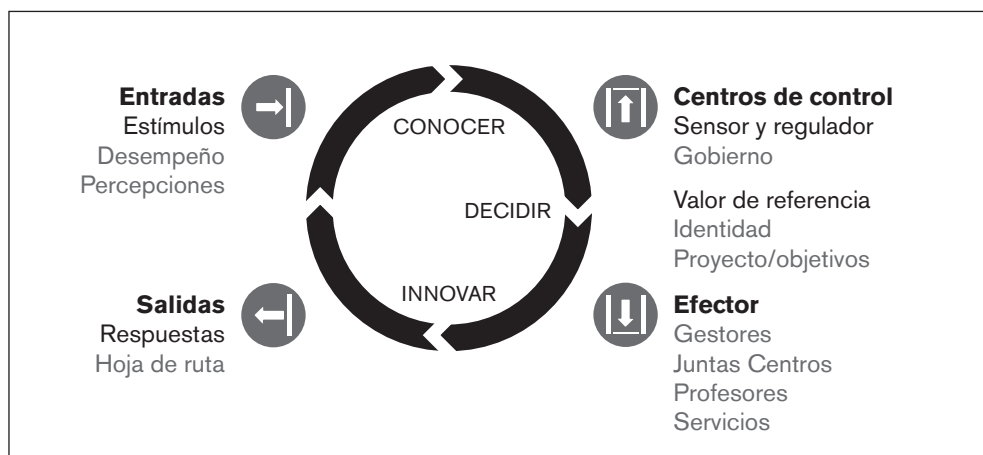 Entradas
Estímulos
Desempeño
Percepciones
CONOCER
Centros de control
Sensor y regulador
Gobierno
Valor de referencia
Identidad
Proyecto/objetivos
DECIDIR
INNOVAR
Salidas
Respuestas
Hoja de ruta
Efector
Gestores
Juntas Centros
Profesores
Servicios